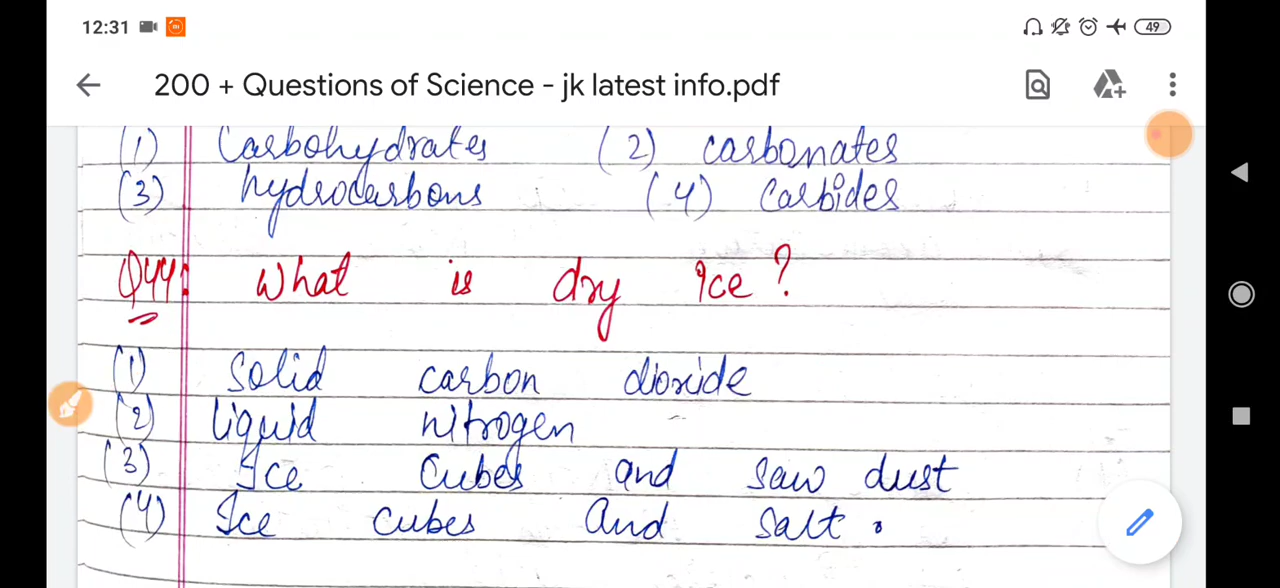 12:31 49
200 + Questions of Science - jk latest info.pdf
(1) Carbohydrates (2) carbonates
(3) hydrocarbons (4) Carbides
Q44: What is dry Ice?
(1) Solid carbon dioxide
(2) liquid nitrogen
(3) Ice Cubes and saw dust
(4) Ice cubes And salt.